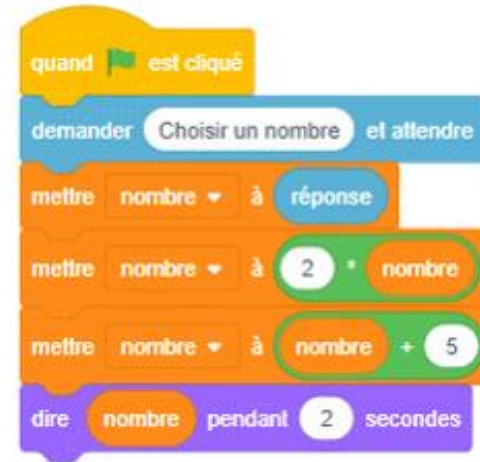 quand est cliqué
demander Choisir un nombre et attendre
mettre nombre à réponse
mettre nombre à 2 * nombre
mettre nombre à nombre + 5
dire nombre pendant 2 secondes